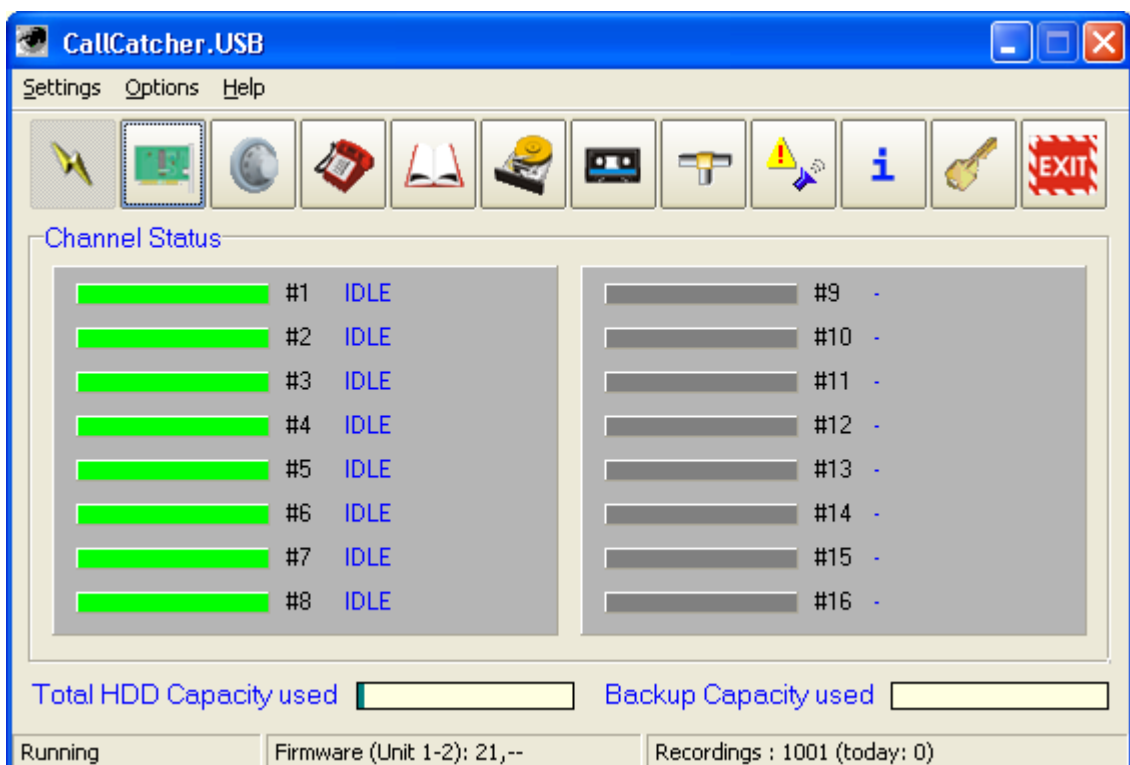 CallCatcher.USB
Settings Options Help
i
EXIT
Channel Status
#1 IDLE
#2 IDLE
#3 IDLE
#4 IDLE
#5 IDLE
#6 IDLE
#7 IDLE
#8 IDLE
#9 -
#10 -
#11 -
#12 -
#13 -
#14 -
#15 -
#16 -
Total HDD Capacity used
Backup Capacity used
Running
Firmware (Unit 1-2): 21,--
Recordings : 1001 (today: 0)